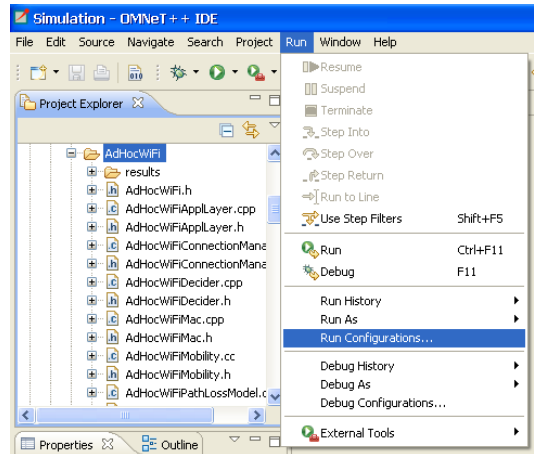 Simulation - OMNeT++ IDE
File Edit Source Navigate Search Project Run Window Help
Project Explorer
AdHocWiFi
results
AdHocWiFi.h
AdHocWiFiApplLayer.cpp
AdHocWiFiApplLayer.h
AdHocWiFiConnectionMana
AdHocWiFiConnectionMana
AdHocWiFiDecider.cpp
AdHocWiFiDecider.h
AdHocWiFiMac.cpp
AdHocWiFiMac.h
AdHocWiFiMobility.cc
AdHocWiFiMobility.h
AdHocWiFiPathLossModel.c
Properties Outline
Resume
Suspend
Terminate
Step Into
Step Over
Step Return
Run to Line
Use Step Filters Shift+F5
Run Ctrl+F11
Debug F11
Run History
Run As
Run Configurations...
Debug History
Debug As
Debug Configurations...
External Tools